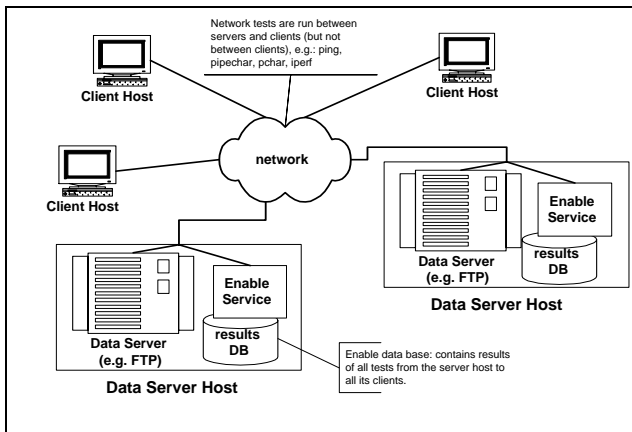 Network tests are run between
servers and clients (but not
between clients), e.g.: ping,
pipechar, pchar, iperf
Client Host
Client Host
network
Client Host
Enable
Service
Data Server
(e.g. FTP)
results
DB
Data Server Host
Enable
Service
Data Server
(e.g. FTP)
results
DB
Data Server Host
Enable data base: contains results
of all tests from the server host to
all its clients.